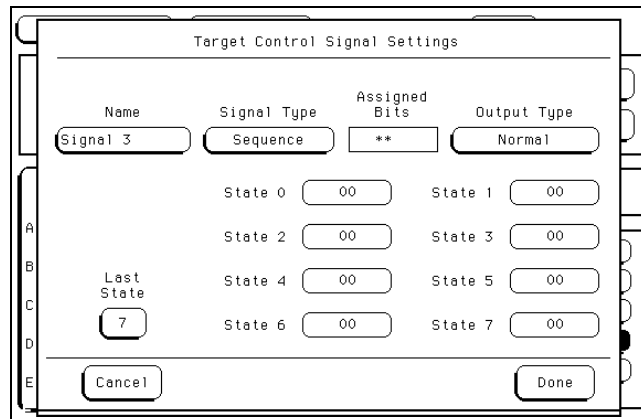 Target Control Signal Settings
Name
Signal Type
Assigned
Bits
Output Type
Signal 3
Sequence
**
Normal
State 0 00
State 1 00
State 2 00
State 3 00
State 4 00
State 5 00
State 6 00
State 7 00
Last
State
7
A
B
C
D
E
Cancel
Done